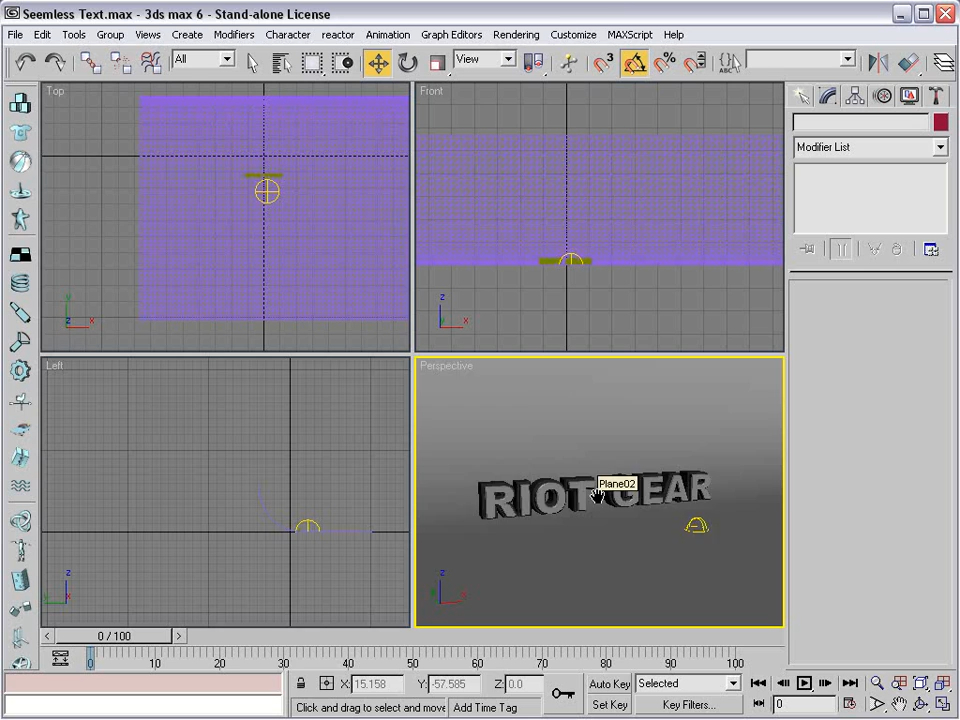 Seemless Text.max - 3ds max 6 - Stand-alone License
File Edit Tools Group Views Create Modifiers Character reactor Animation Graph Editors Rendering Customize MAXScript Help
All
View
3
%
ABC
Top
Front
Modifier List
y
x
z
x
Left
Perspective
Plane02
RIOT GEAR
z
y
x
z
x
0 / 100
0 10 20 30 40 50 60 70 80 90 100
X: 15.158 Y: -57.585 Z: 0.0
Auto Key Selected
Click and drag to select and move
Add Time Tag
Set Key Key Filters...
0